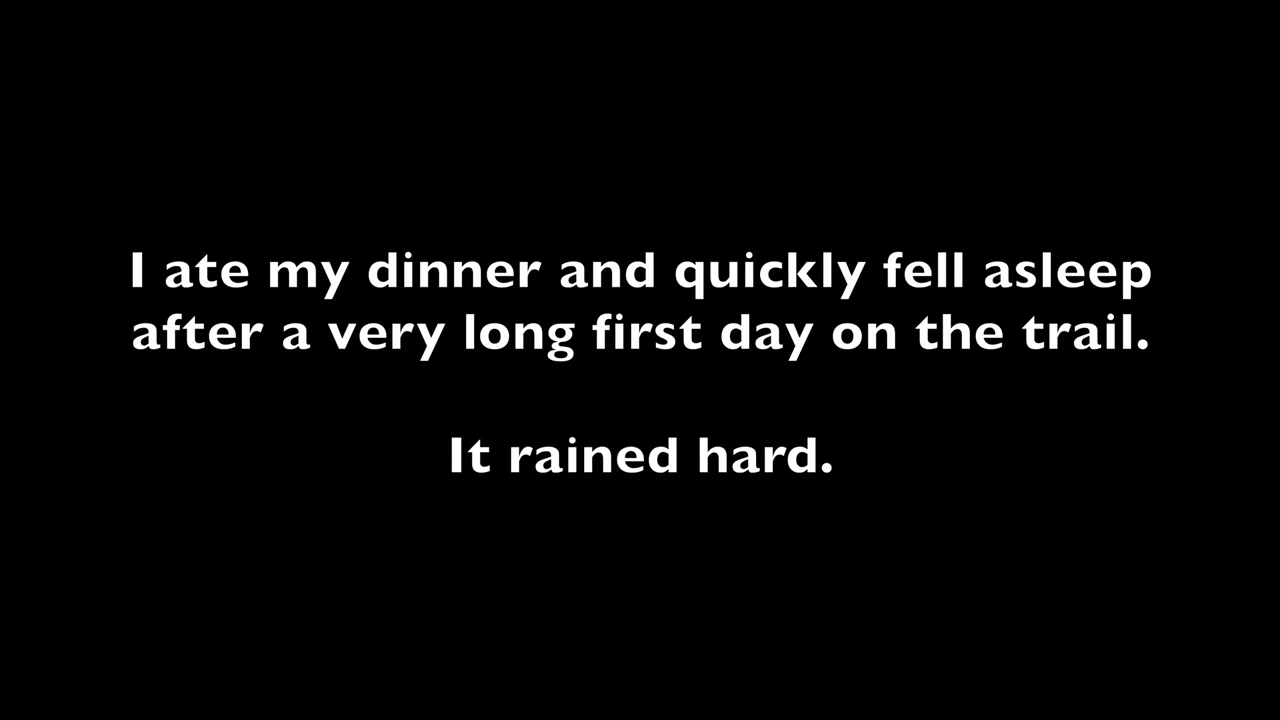 I ate my dinner and quickly fell asleep
after a very long first day on the trail.
It rained hard.